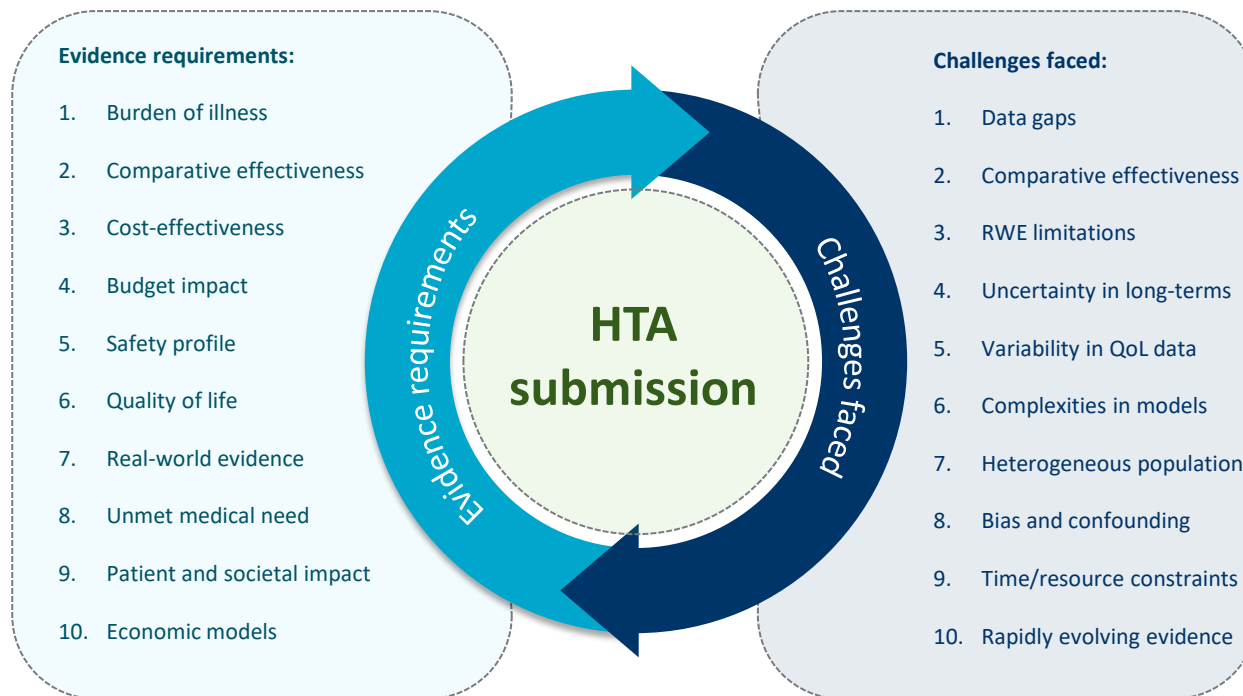 Evidence requirements:
1. Burden of illness
2. Comparative effectiveness
3. Cost-effectiveness
4. Budget impact
5. Safety profile
6. Quality of life
7. Real-world evidence
8. Unmet medical need
9. Patient and societal impact
10. Economic models
Evidence requirements
HTA
submission
Challenges faced
Challenges faced:
1. Data gaps
2. Comparative effectiveness
3. RWE limitations
4. Uncertainty in long-terms
5. Variability in QoL data
6. Complexities in models
7. Heterogeneous population
8. Bias and confounding
9. Time/resource constraints
10. Rapidly evolving evidence